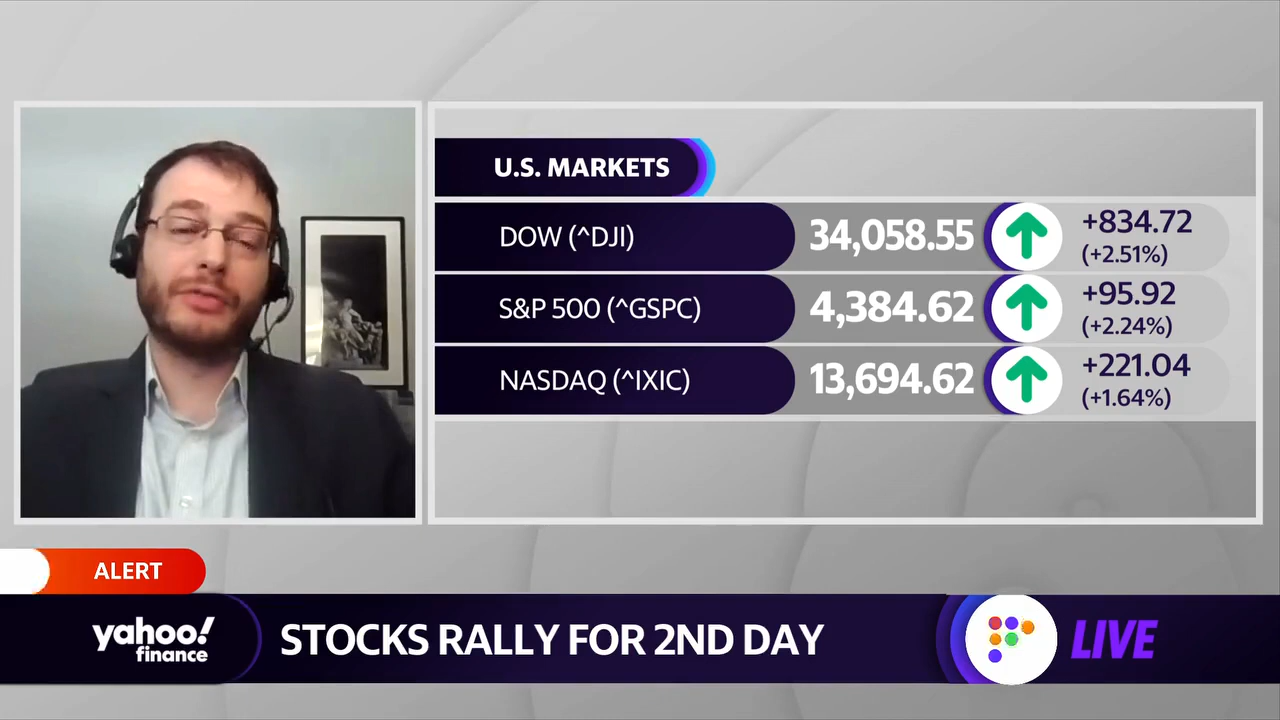 U.S. MARKETS
DOW (^DJI) 34,058.55 +834.72
(+2.51%)
S&P 500 (^GSPC) 4,384.62 +95.92
(+2.24%)
NASDAQ (^IXIC) 13,694.62 +221.04
(+1.64%)
ALERT
yahoo!
finance
STOCKS RALLY FOR 2ND DAY
LIVE